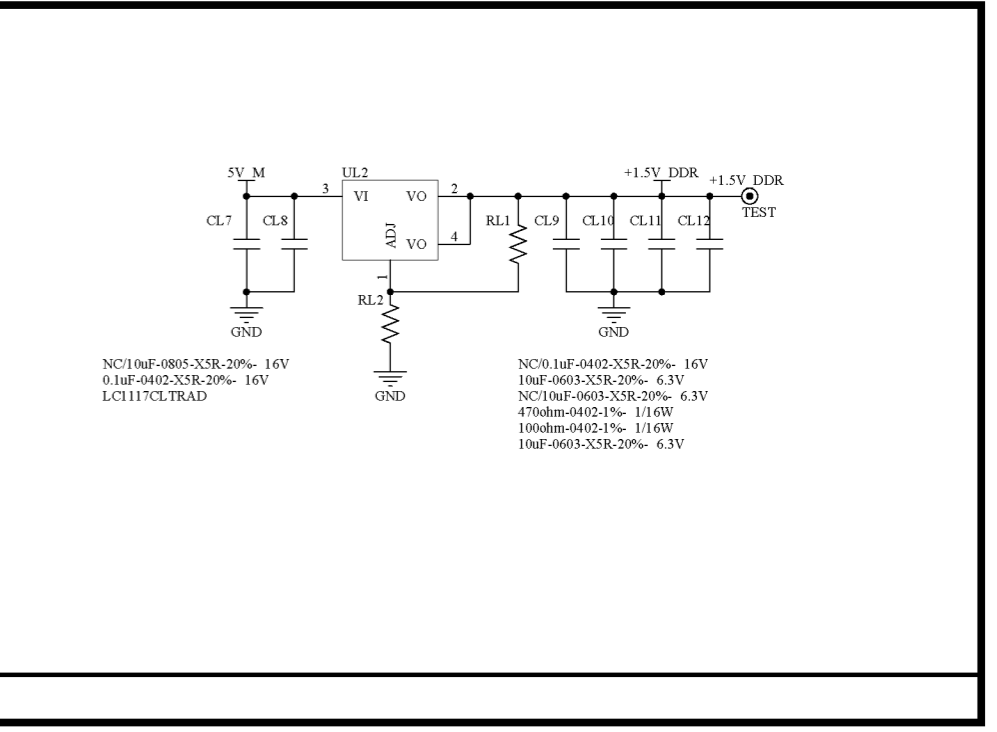 5V_M
UL2
+1.5V_DDR
+1.5V_DDR
TEST
3
VI
VO
2
CL7
CL8
ADJ
VO
4
RL1
CL9
CL10
CL11
CL12
1
RL2
GND
GND
GND
NC/10uF-0805-X5R-20%- 16V
0.1uF-0402-X5R-20%- 16V
LC1117CLTRAD
NC/0.1uF-0402-X5R-20%- 16V
10uF-0603-X5R-20%- 6.3V
NC/10uF-0603-X5R-20%- 6.3V
470ohm-0402-1%- 1/16W
100ohm-0402-1%- 1/16W
10uF-0603-X5R-20%- 6.3V